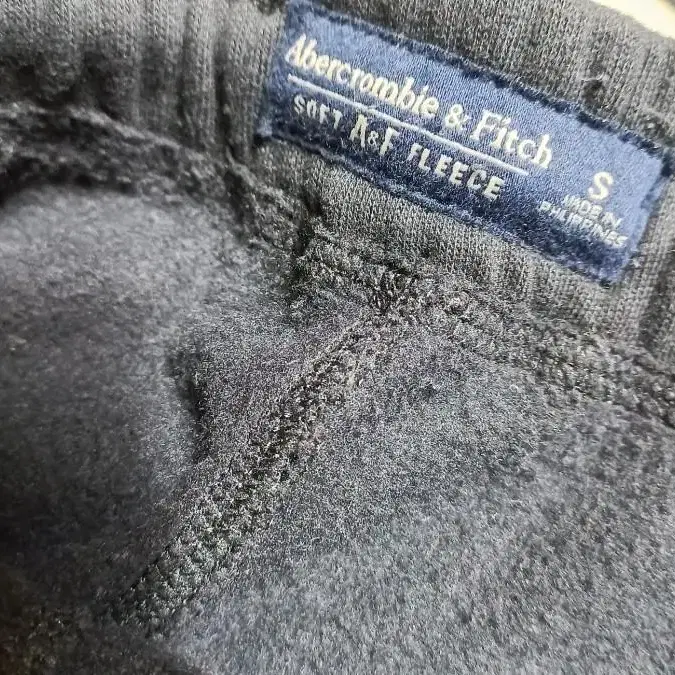 Abercrombie & Fitch
SOFT A&F FLEECE
S
MADE IN
PHILIPPINES